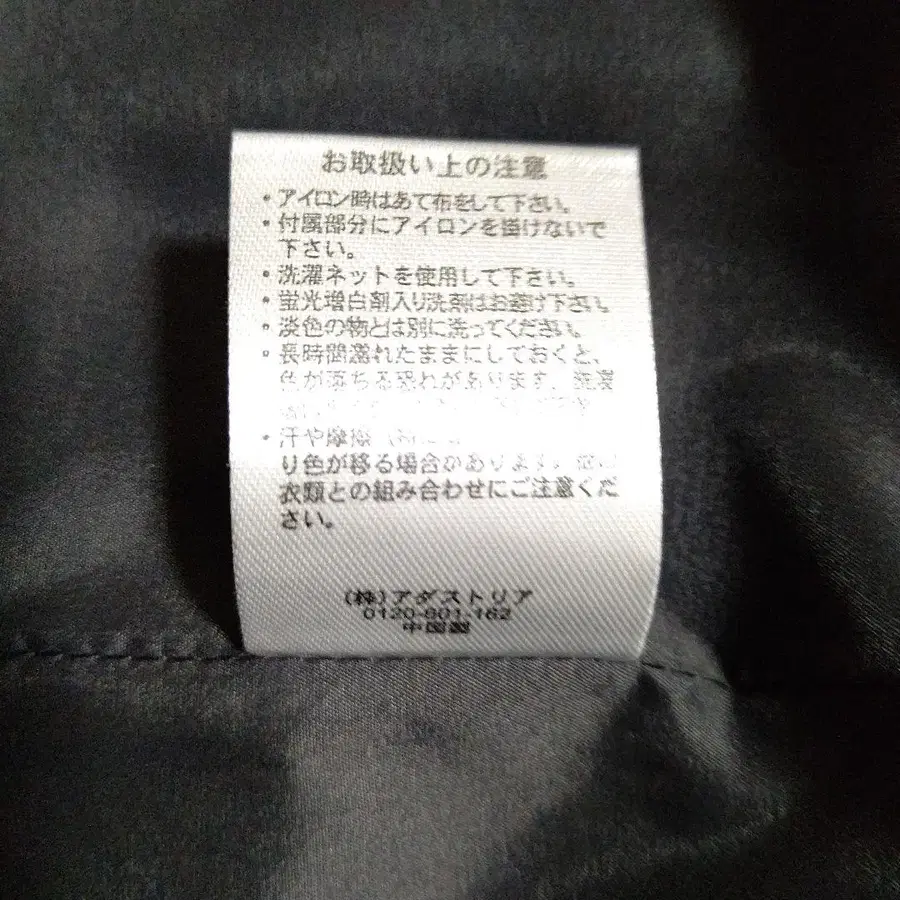 お取扱い上の注意
・アイロン時はあて布をして下さい。
・付属部分にアイロンを掛けないで
下さい。
・洗濯ネットを使用して下さい。
・蛍光増白剤入り洗剤はお避け下さい。
・淡色の物とは別に洗ってください。
・長時間濡れたままにしておくと、
色が落ちる恐れがあります。洗濯
・汗や摩擦
り色が移る場合があります。
衣類との組み合わせにご注意くだ
さい。
(株)アダストリア
0120-601-162
中国製